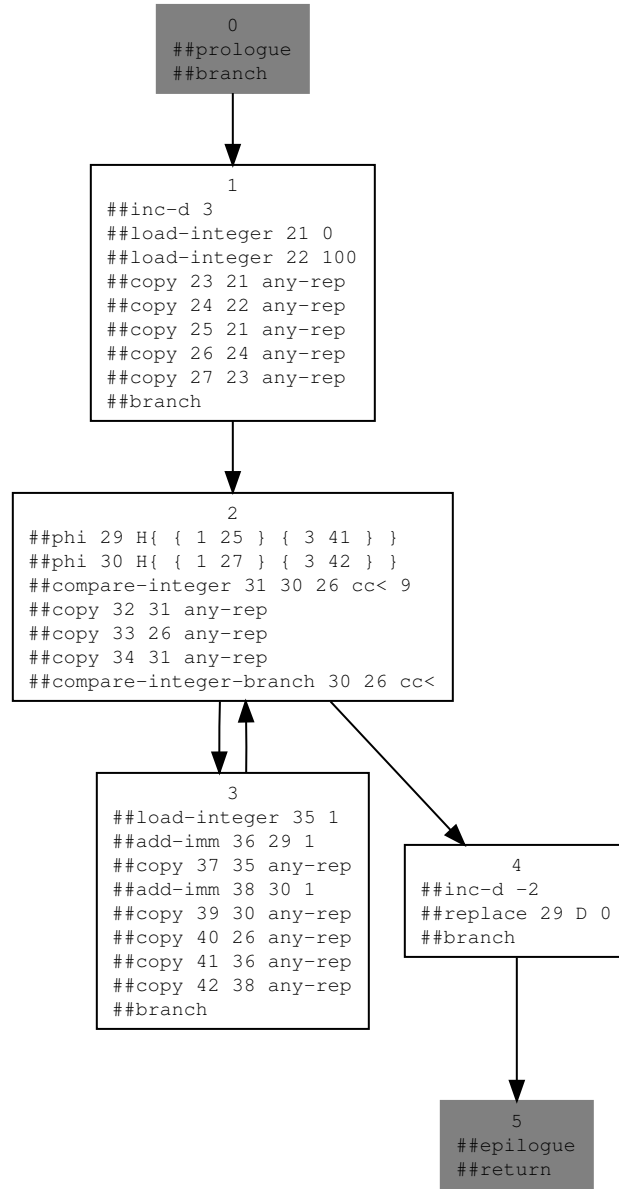 0
##prologue
##branch
1
##inc-d 3
##load-integer 21 0
##load-integer 22 100
##copy 23 21 any-rep
##copy 24 22 any-rep
##copy 25 21 any-rep
##copy 26 24 any-rep
##copy 27 23 any-rep
##branch
2
##phi 29 H{ { 1 25 } { 3 41 } }
##phi 30 H{ { 1 27 } { 3 42 } }
##compare-integer 31 30 26 cc< 9
##copy 32 31 any-rep
##copy 33 26 any-rep
##copy 34 31 any-rep
##compare-integer-branch 30 26 cc<
3
##load-integer 35 1
##add-imm 36 29 1
##copy 37 35 any-rep
##add-imm 38 30 1
##copy 39 30 any-rep
##copy 40 26 any-rep
##copy 41 36 any-rep
##copy 42 38 any-rep
##branch
4
##inc-d -2
##replace 29 D 0
##branch
5
##epilogue
##return